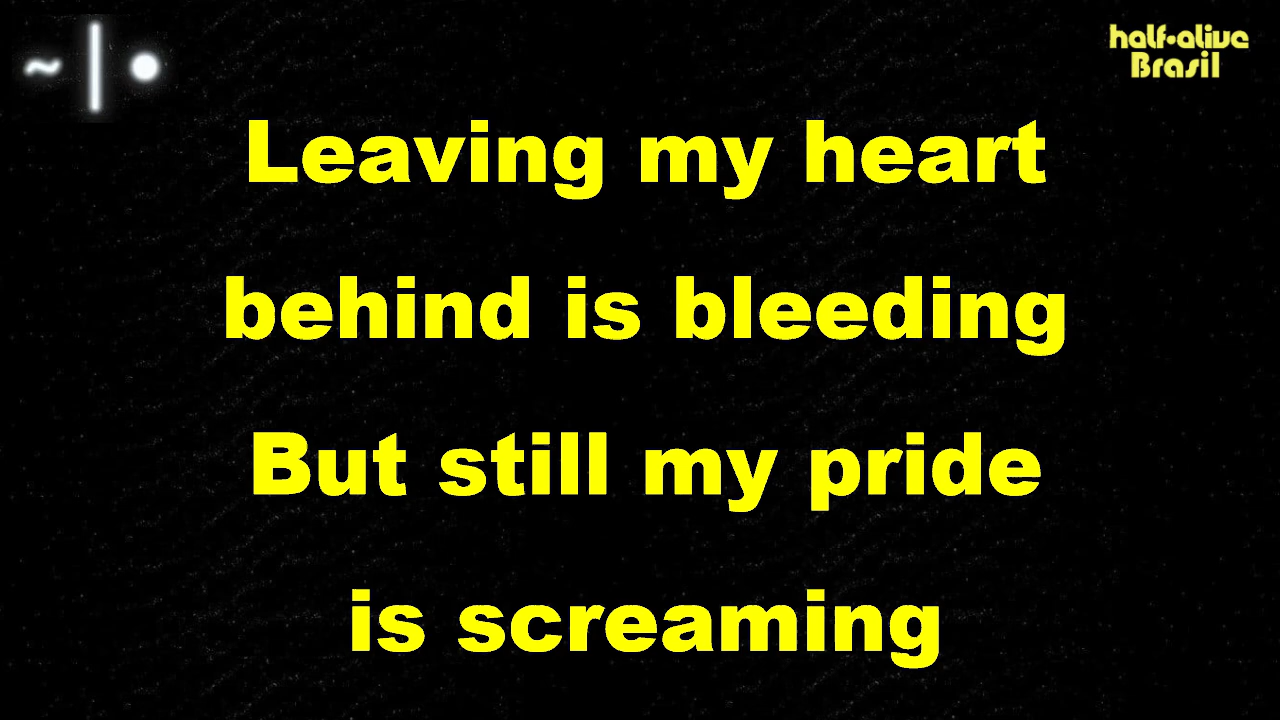 ~|•
half•alive
Brasil
Leaving my heart
behind is bleeding
But still my pride
is screaming